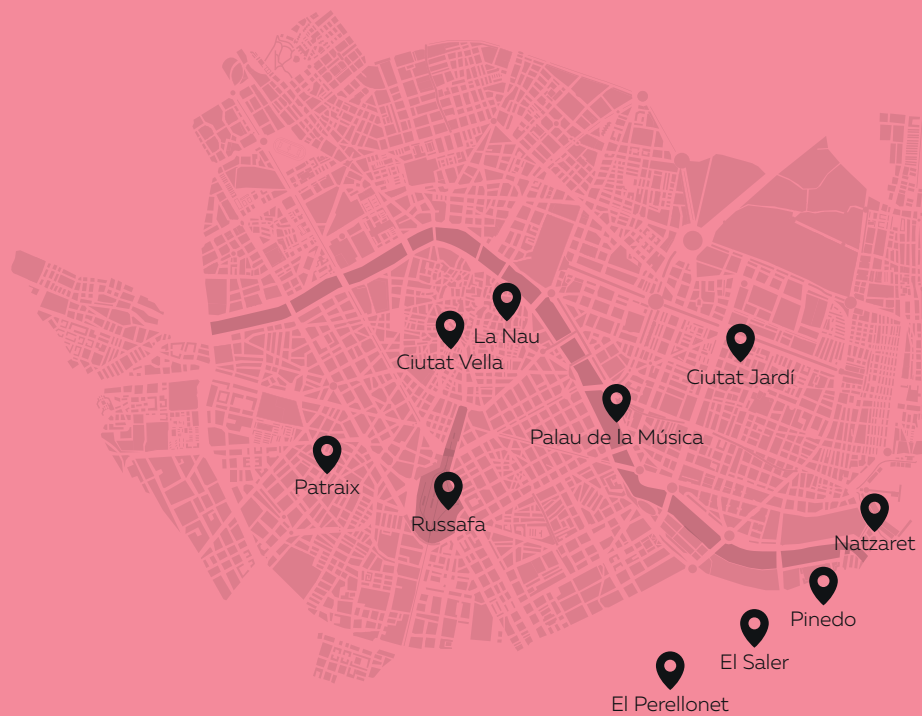 La Nau
Ciutat Vella
Ciutat Jardí
Palau de la Música
Patraix
Russafa
Natzaret
Pinedo
El Saler
El Perellonet